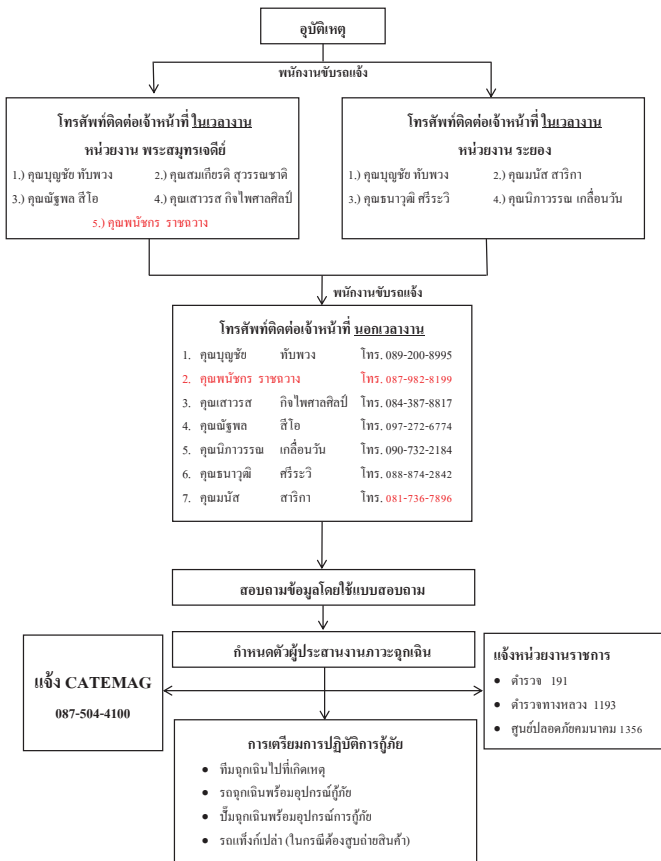 อุบัติเหตุ
พนักงานขับรถแจ้ง
โทรศัพท์ติดต่อเจ้าหน้าที่ ในเวลางาน
หน่วยงาน พระสมุทรเจดีย์
1.) คุณบุญชัย ทับพวง 2.) คุณสมเกียรติ สุวรรณชาติ
3.) คุณณัฐพล สีโอ 4.) คุณเสาวรส กิจไพศาลศิลป์
5.) คุณพนัชกร ราชถวาง
โทรศัพท์ติดต่อเจ้าหน้าที่ ในเวลางาน
หน่วยงาน ระยอง
1.) คุณบุญชัย ทับพวง 2.) คุณมนัส สาริกา
3.) คุณธนาวุฒิ ศรีระวิ 4.) คุณนิภาวรรณ เกลื่อนวัน
พนักงานขับรถแจ้ง
โทรศัพท์ติดต่อเจ้าหน้าที่ นอกเวลางาน
1. คุณบุญชัย ทับพวง โทร. 089-200-8995
2. คุณพนัชกร ราชถวาง โทร. 087-982-8199
3. คุณเสาวรส กิจไพศาลศิลป์ โทร. 084-387-8817
4. คุณณัฐพล สีโอ โทร. 097-272-6774
5. คุณนิภาวรรณ เกลื่อนวัน โทร. 090-732-2184
6. คุณธนาวุฒิ ศรีระวิ โทร. 088-874-2842
7. คุณมนัส สาริกา โทร. 081-736-7896
สอบถามข้อมูลโดยใช้แบบสอบถาม
กำหนดตัวผู้ประสานงานภาวะฉุกเฉิน
แจ้ง CATEMAG
087-504-4100
แจ้งหน่วยงานราชการ
• ตำรวจ 191
• ตำรวจทางหลวง 1193
• ศูนย์ปลอดภัยคมนาคม 1356
การเตรียมการปฏิบัติการกู้ภัย
• ทีมฉุกเฉินไปที่เกิดเหตุ
• รถฉุกเฉินพร้อมอุปกรณ์กู้ภัย
• ปั๊มฉุกเฉินพร้อมอุปกรณ์การกู้ภัย
• รถแท็งก์เปล่า (ในกรณีต้องสูบถ่ายสินค้า)